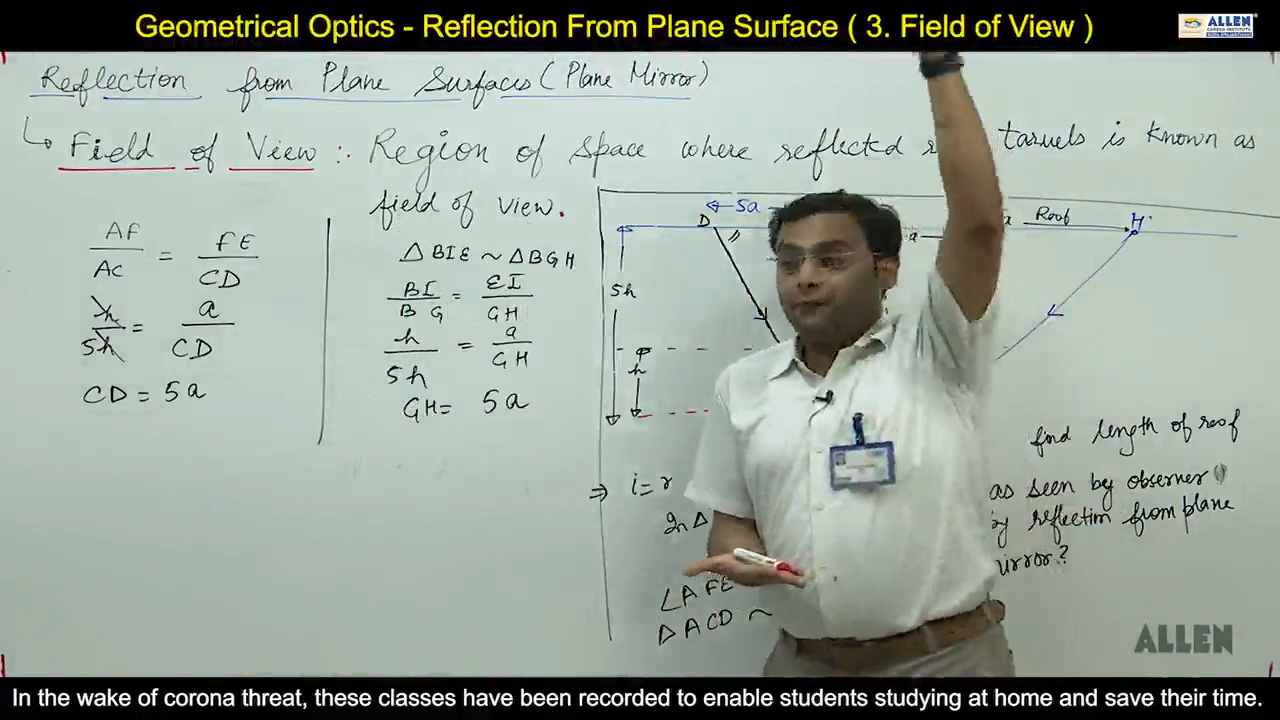 Geometrical Optics - Reflection From Plane Surface ( 3. Field of View )
ALLEN
Reflection from Plane Surfaces (Plane Mirror)
Field of View :. Region of space where reflected taruels is known as
field of view.
AF/AC = FE/CD
h/5h = a/CD
CD = 5a
Δ BIE ~ Δ BGH
BI/BG = EI/GH
h/5h = a/GH
GH = 5a
5a
D
a
Roof
H
5h
h
find length of roof
as seen by observer
by reflection from plane
mirror?
⇒ i = r
In Δ
∠AFE
Δ ACD ~
ALLEN
In the wake of corona threat, these classes have been recorded to enable students studying at home and save their time.